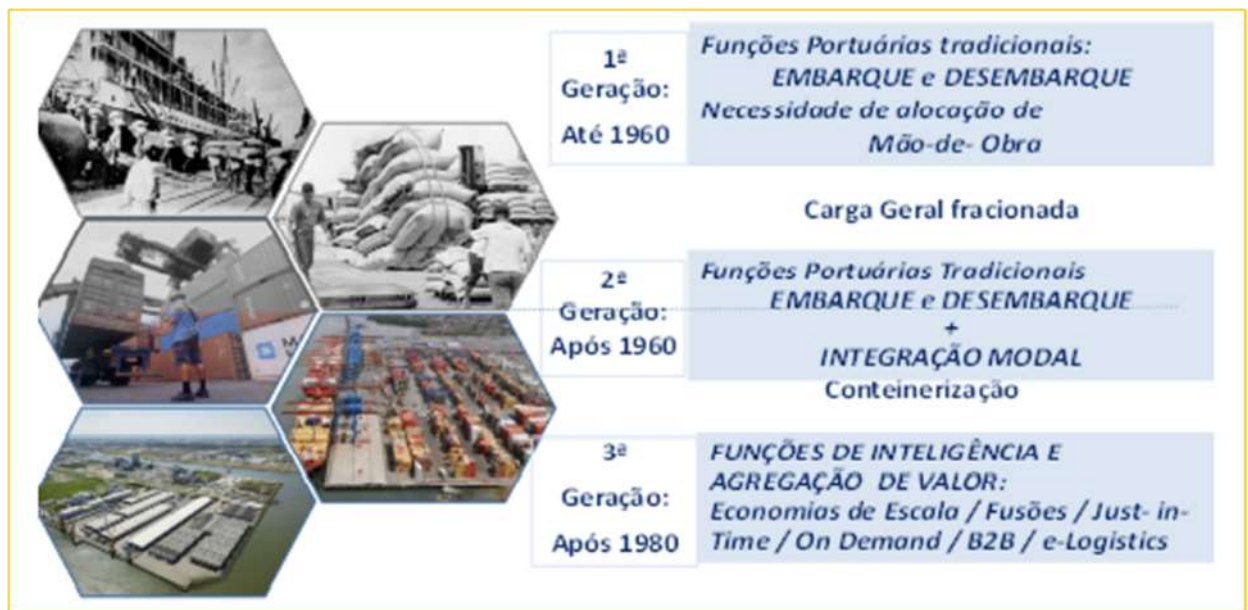 1ª
Geração:
Até 1960
Funções Portuárias tradicionais:
EMBARQUE e DESEMBARQUE
Necessidade de alocação de
Mão-de- Obra
Carga Geral fracionada
2ª
Geração:
Após 1960
Funções Portuárias Tradicionais
EMBARQUE e DESEMBARQUE
+
INTEGRAÇÃO MODAL
Conteinerização
3ª
Geração:
Após 1980
FUNÇÕES DE INTELIGÊNCIA E
AGREGAÇÃO DE VALOR:
Economias de Escala / Fusões / Just- in-
Time / On Demand / B2B / e-Logistics